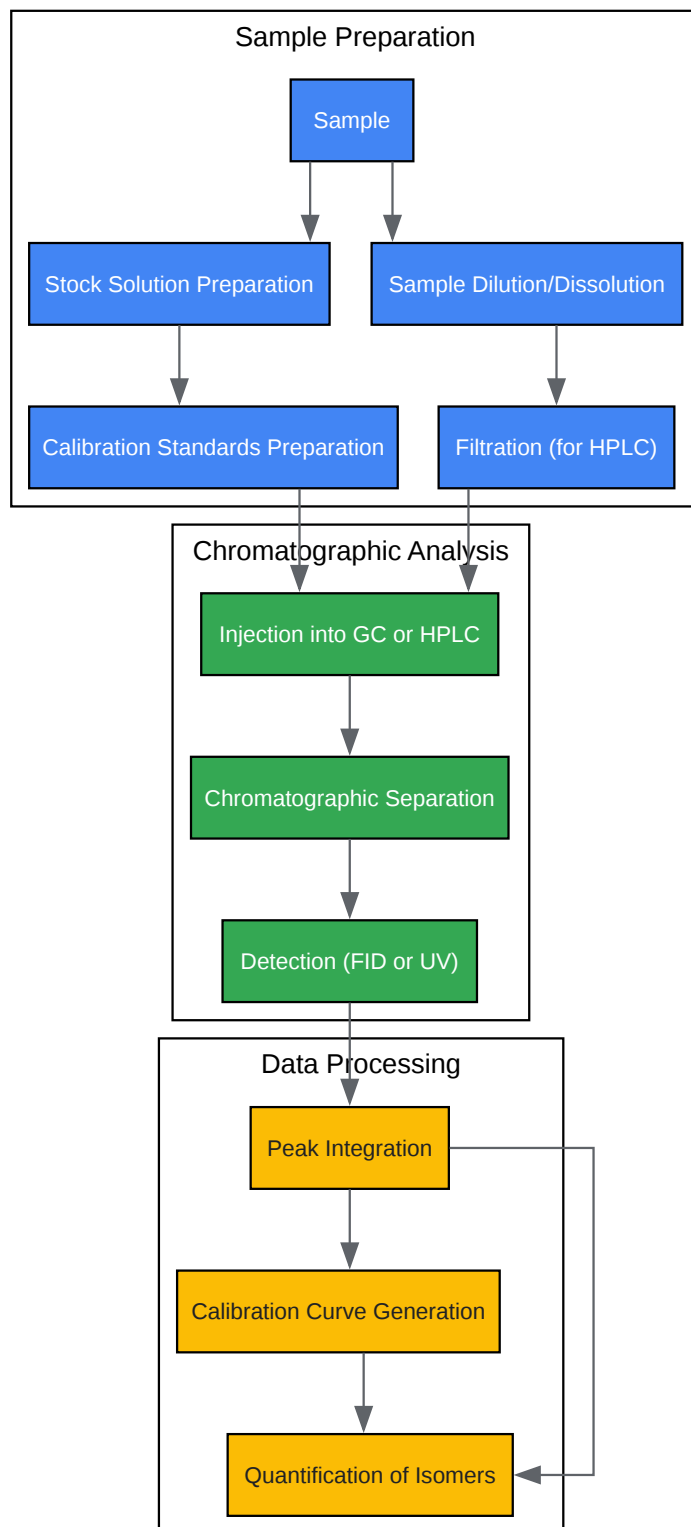 Sample Preparation
Sample
Stock Solution Preparation
Sample Dilution/Dissolution
Calibration Standards Preparation
Filtration (for HPLC)
Chromatographic Analysis
Injection into GC or HPLC
Chromatographic Separation
Detection (FID or UV)
Data Processing
Peak Integration
Calibration Curve Generation
Quantification of Isomers